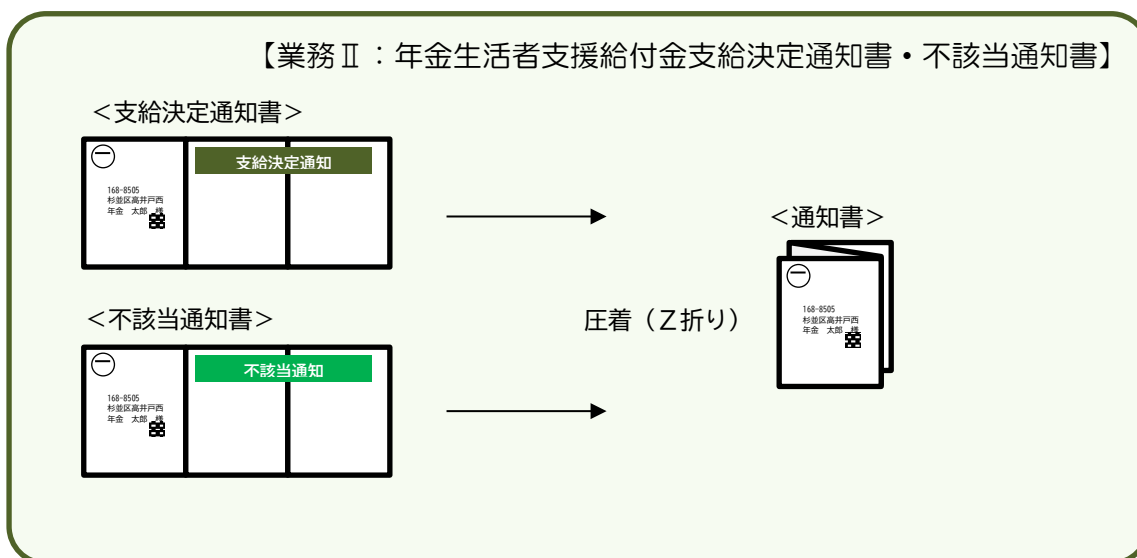 【業務Ⅱ：年金生活者支援給付金支給決定通知書・不該当通知書】
＜支給決定通知書＞
支給決定通知
168-8505
杉並区高井戸西
年金　太郎　様
＜不該当通知書＞
不該当通知
168-8505
杉並区高井戸西
年金　太郎　様
圧着（Ｚ折り）
＜通知書＞
168-8505
杉並区高井戸西
年金　太郎　様